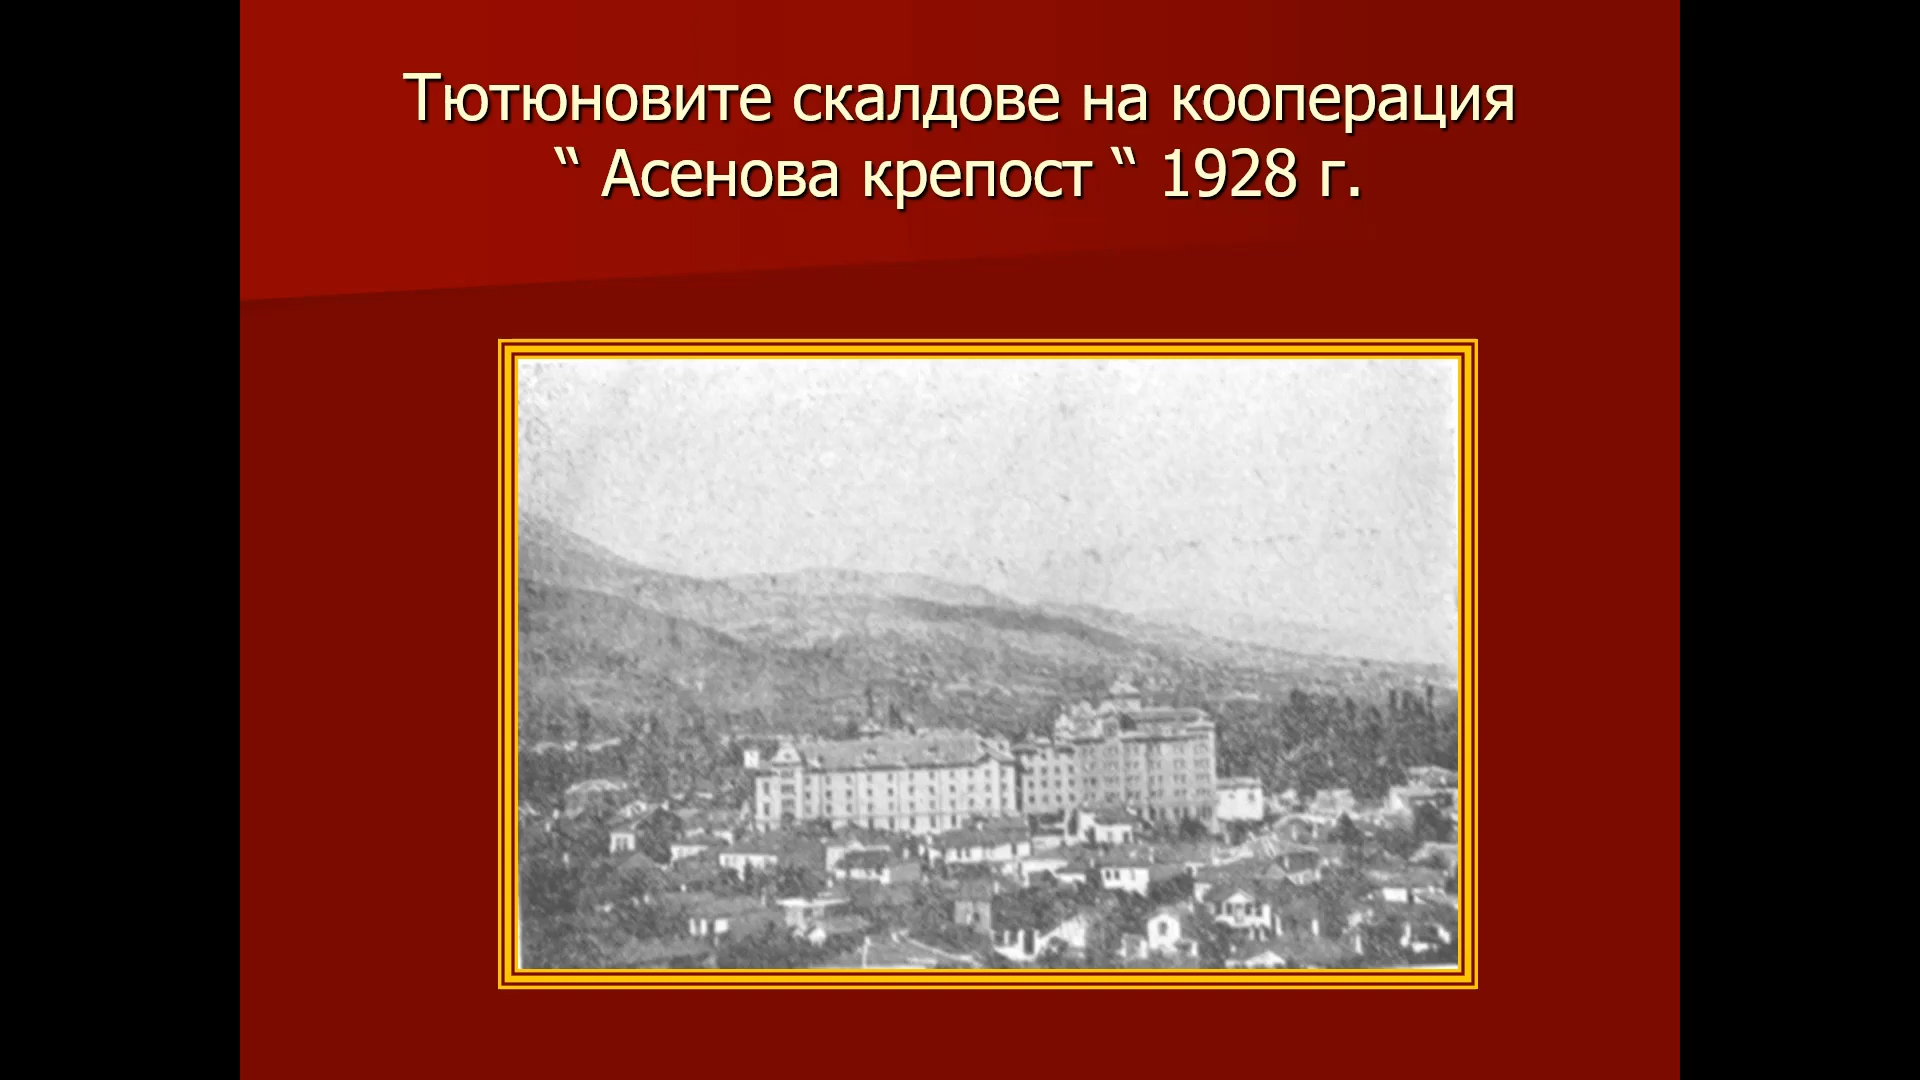 Тютюновите скалдове на кооперация
“ Асенова крепост “ 1928 г.